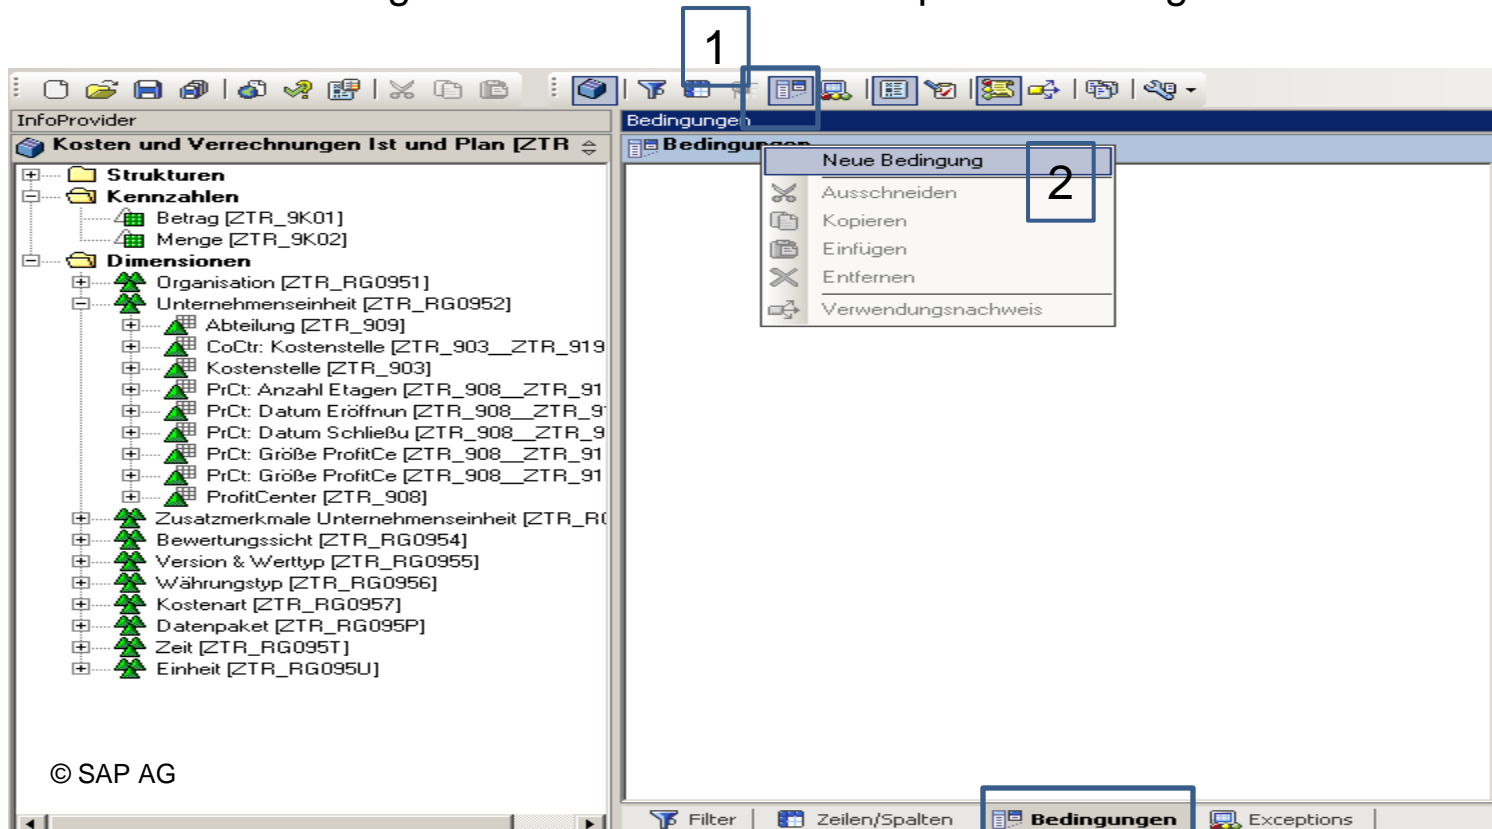 1
InfoProvider
Bedingungen
Kosten und Verrechnungen Ist und Plan [ZTR
Bedingungen
Strukturen
Kennzahlen
Betrag [ZTR_9K01]
Menge [ZTR_9K02]
Dimensionen
Organisation [ZTR_RG0951]
Unternehmenseinheit [ZTR_RG0952]
Abteilung [ZTR_909]
CoCtr: Kostenstelle [ZTR_903__ZTR_919
Kostenstelle [ZTR_903]
PrCt: Anzahl Etagen [ZTR_908__ZTR_91
PrCt: Datum Eröffnun [ZTR_908__ZTR_9
PrCt: Datum Schließu [ZTR_908__ZTR_9
PrCt: Größe ProfitCe [ZTR_908__ZTR_91
PrCt: Größe ProfitCe [ZTR_908__ZTR_91
ProfitCenter [ZTR_908]
Zusatzmerkmale Unternehmenseinheit [ZTR_R
Bewertungssicht [ZTR_RG0954]
Version & Werttyp [ZTR_RG0955]
Währungstyp [ZTR_RG0956]
Kostenart [ZTR_RG0957]
Datenpaket [ZTR_RG095P]
Zeit [ZTR_RG095T]
Einheit [ZTR_RG095U]
Neue Bedingung
2
Ausschneiden
Kopieren
Einfügen
Entfernen
Verwendungsnachweis
© SAP AG
Filter
Zeilen/Spalten
Bedingungen
Exceptions